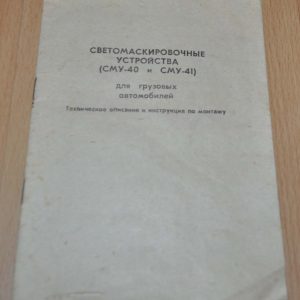 СВЕТОМАСКИРОВОЧНЫЕ
УСТРОЙСТВА
(СМУ-40 и СМУ-41)
для грузовых
автомобилей
Техническое описание и инструкция по монтажу